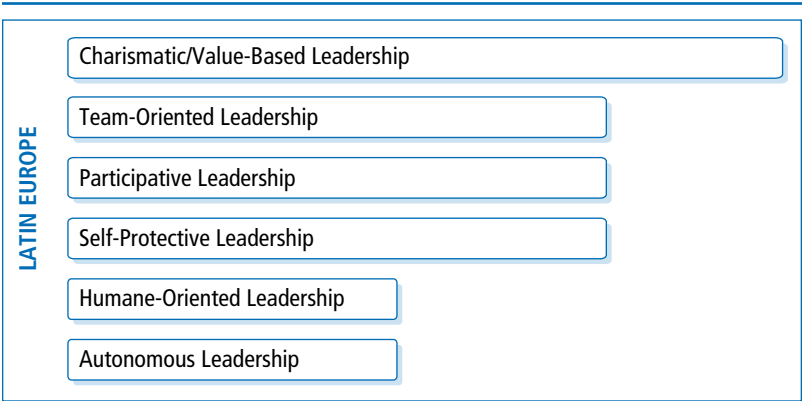 LATIN EUROPE
Charismatic/Value-Based Leadership
Team-Oriented Leadership
Participative Leadership
Self-Protective Leadership
Humane-Oriented Leadership
Autonomous Leadership